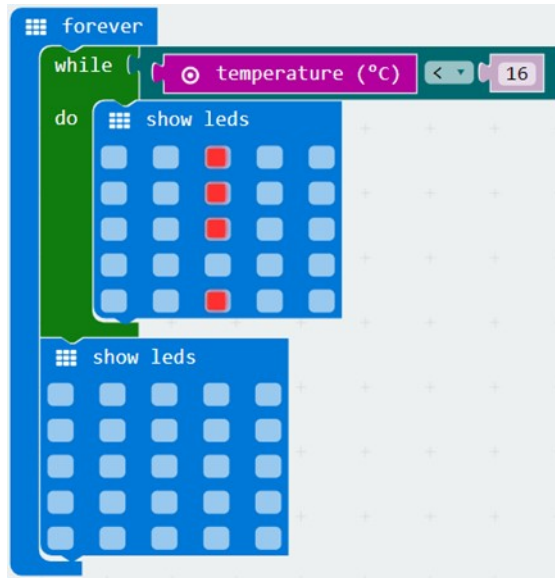 forever
while temperature (°C) < 16
do show leds
show leds